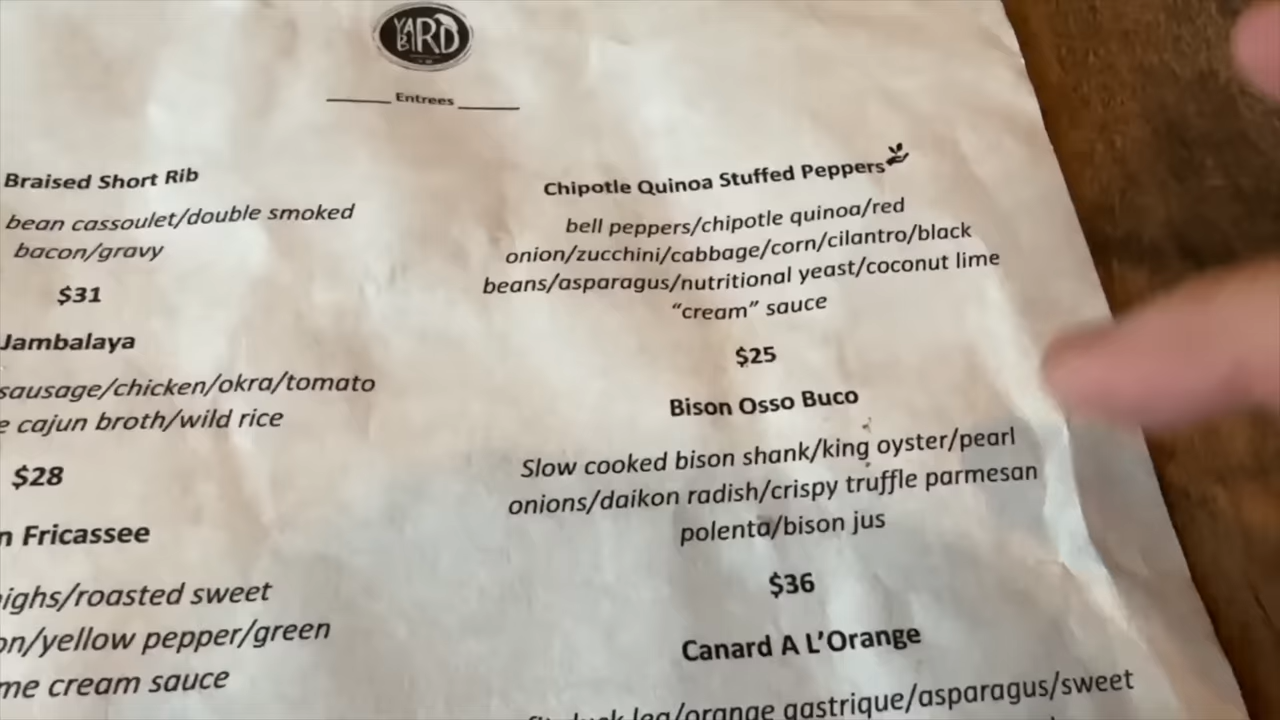 YARD
BIRD
Entrees
Braised Short Rib
bean cassoulet/double smoked
bacon/gravy
$31
Jambalaya
sausage/chicken/okra/tomato
cajun broth/wild rice
$28
Fricassee
roasted sweet
yellow pepper/green
cream sauce
Chipotle Quinoa Stuffed Peppers
bell peppers/chipotle quinoa/red
onion/zucchini/cabbage/corn/cilantro/black
beans/asparagus/nutritional yeast/coconut lime
“cream” sauce
$25
Bison Osso Buco
Slow cooked bison shank/king oyster/pearl
onions/daikon radish/crispy truffle parmesan
polenta/bison jus
$36
Canard A L’Orange
leg/orange gastrique/asparagus/sweet